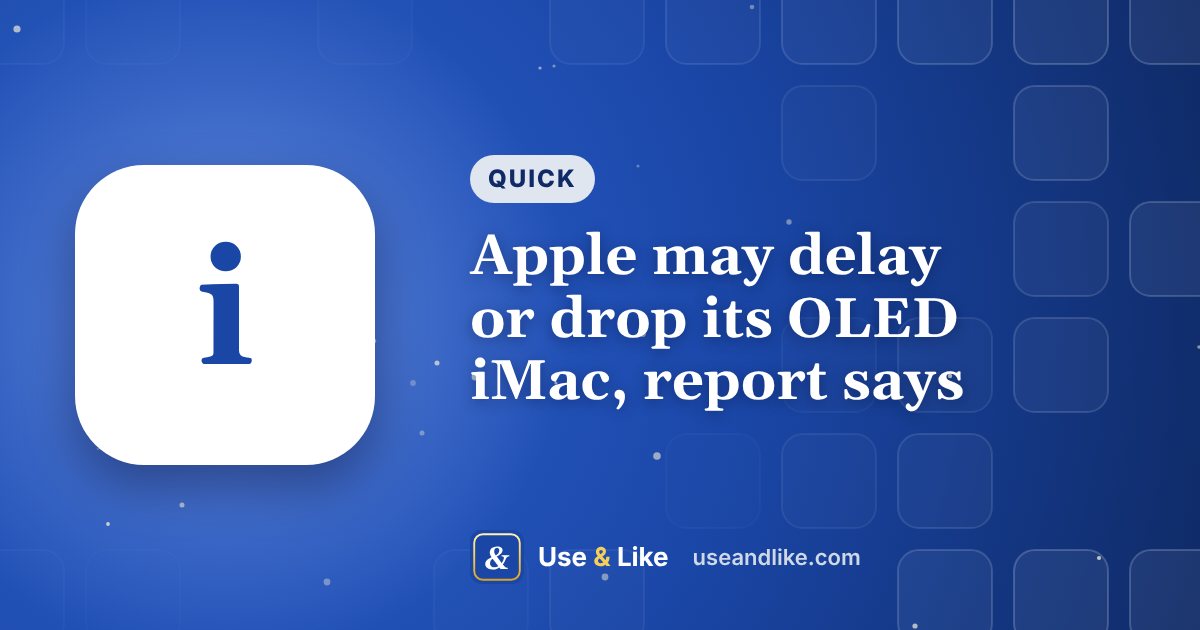 i
QUICK
Apple may delay
or drop its OLED
iMac, report says
& Use & Like useandlike.com